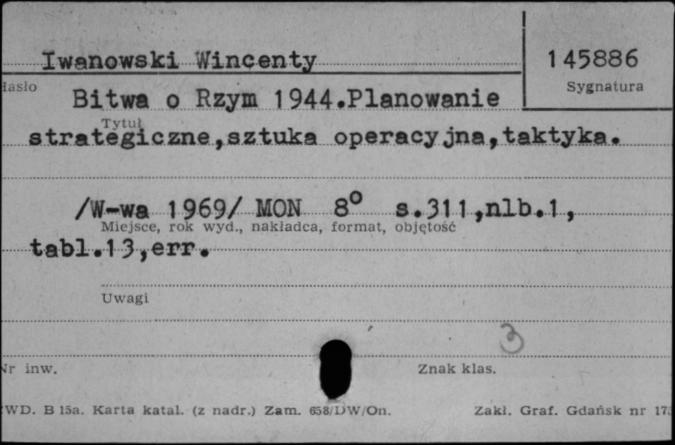 Iwanowski Wincenty
145886
Hasło
Sygnatura
Bitwa o Rzym 1944.Planowanie
Tytuł
strategiczne,sztuka operacyjna,taktyka.
/W-wa 1969/ MON 8° s.311,nlb.1,
Miejsce, rok wyd., nakładca, format, objętość
tabl.13,err.
Uwagi
3
Nr inw.
Znak klas.
WD. B 15a. Karta katal. (z nadr.) Zam. 658/DW/On.
Zakł. Graf. Gdańsk nr 17